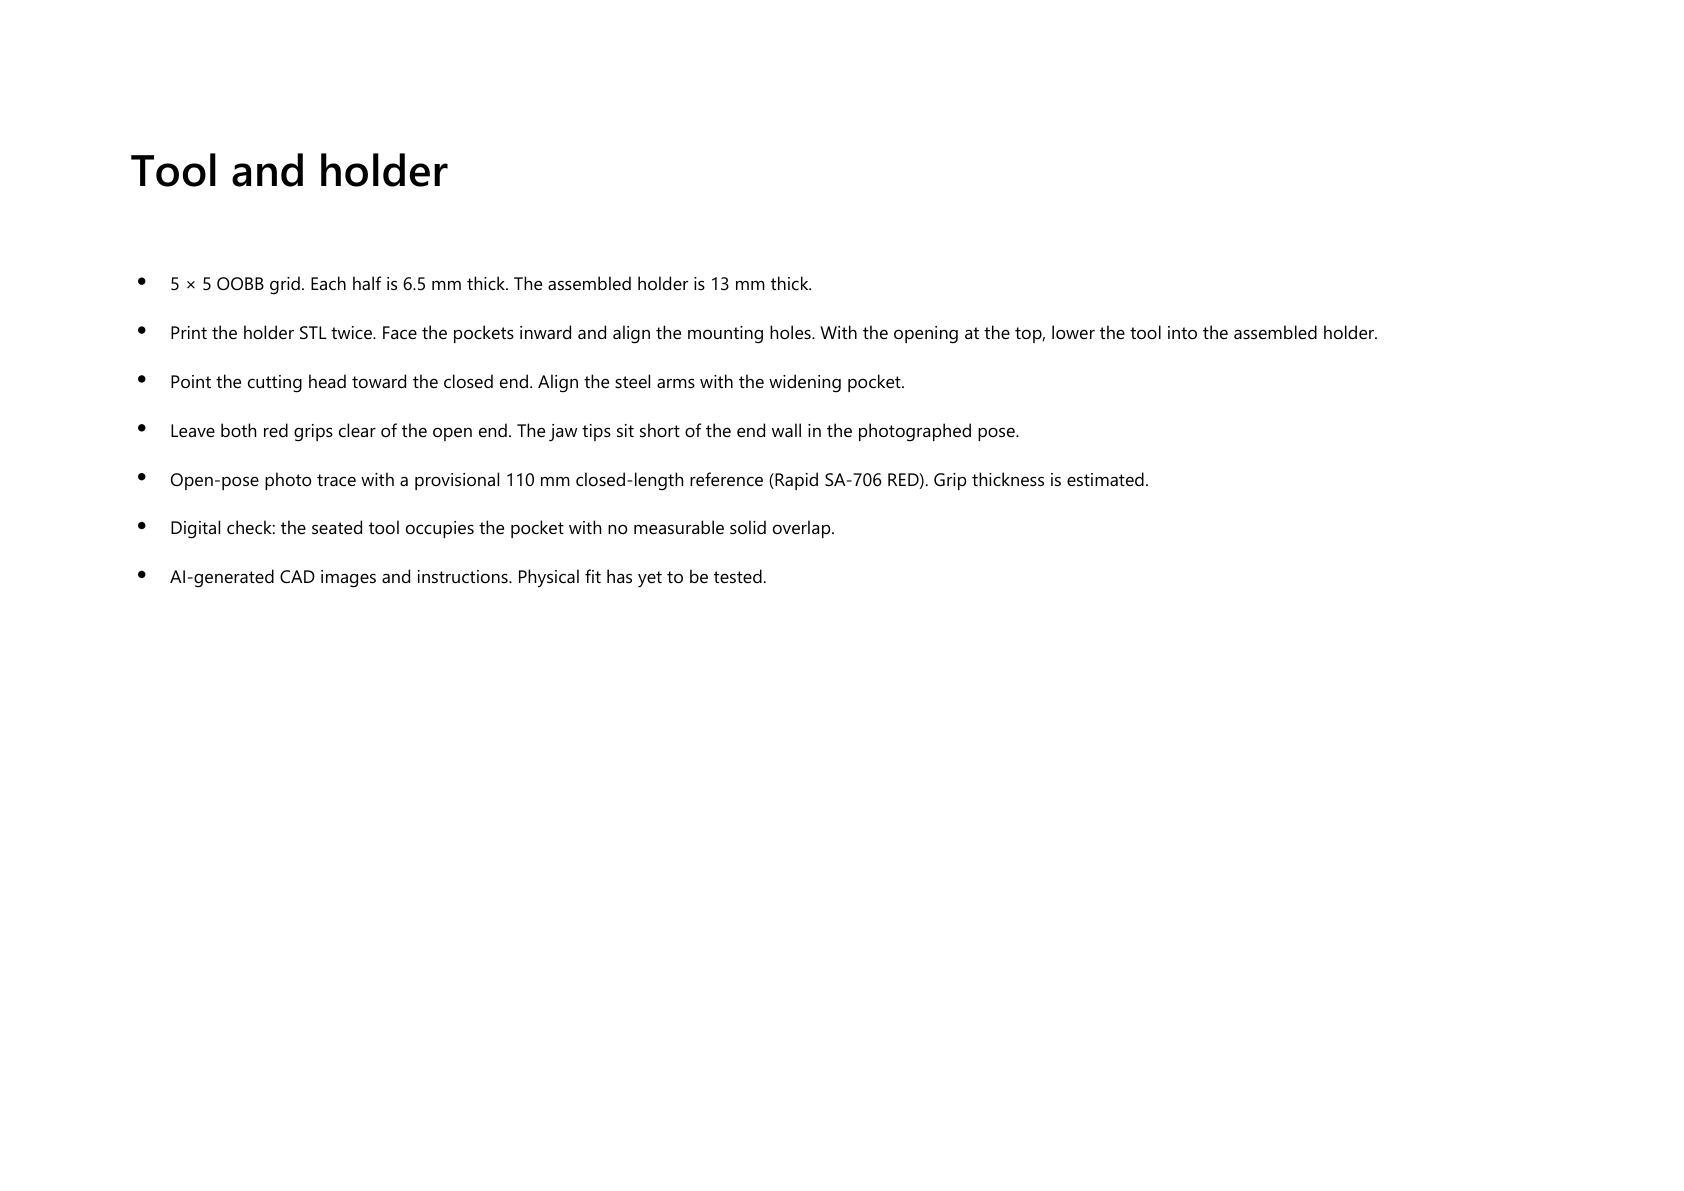 Tool and holder
• 5 × 5 OOBB grid. Each half is 6.5 mm thick. The assembled holder is 13 mm thick.
• Print the holder STL twice. Face the pockets inward and align the mounting holes. With the opening at the top, lower the tool into the assembled holder.
• Point the cutting head toward the closed end. Align the steel arms with the widening pocket.
• Leave both red grips clear of the open end. The jaw tips sit short of the end wall in the photographed pose.
• Open-pose photo trace with a provisional 110 mm closed-length reference (Rapid SA-706 RED). Grip thickness is estimated.
• Digital check: the seated tool occupies the pocket with no measurable solid overlap.
• AI-generated CAD images and instructions. Physical fit has yet to be tested.